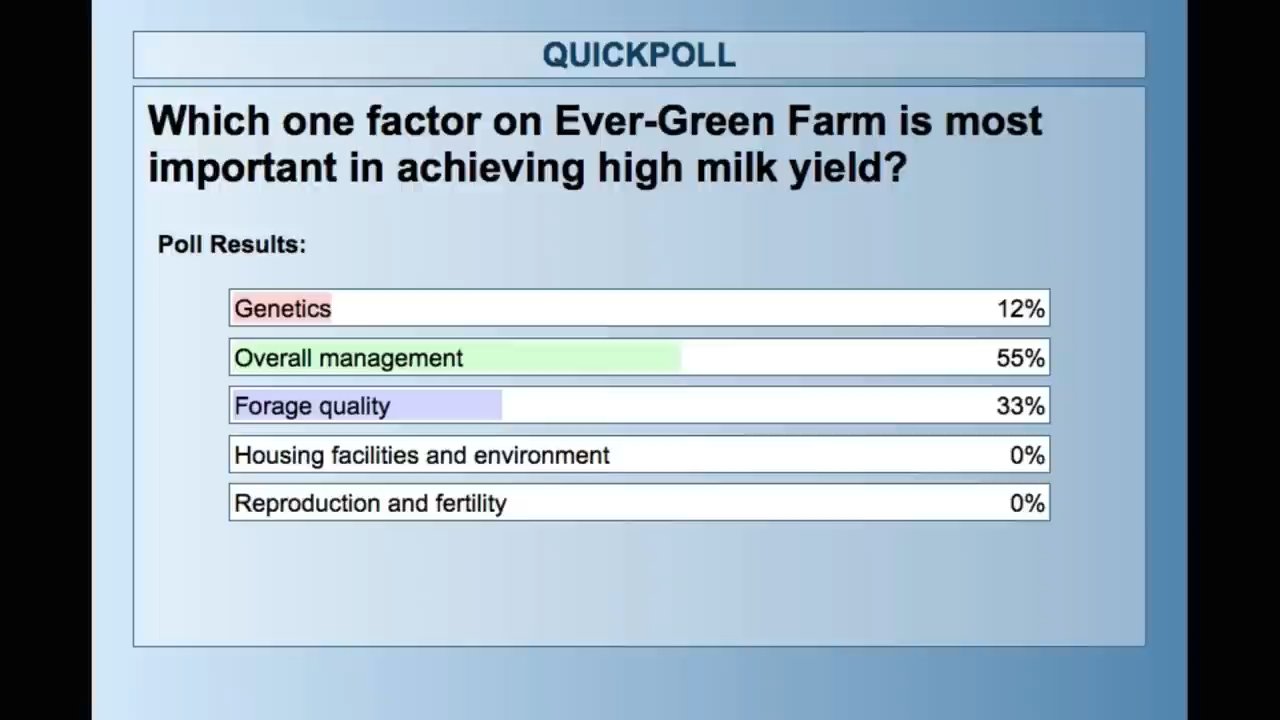 QUICKPOLL
Which one factor on Ever-Green Farm is most
important in achieving high milk yield?
Poll Results:
Genetics 12%
Overall management 55%
Forage quality 33%
Housing facilities and environment 0%
Reproduction and fertility 0%